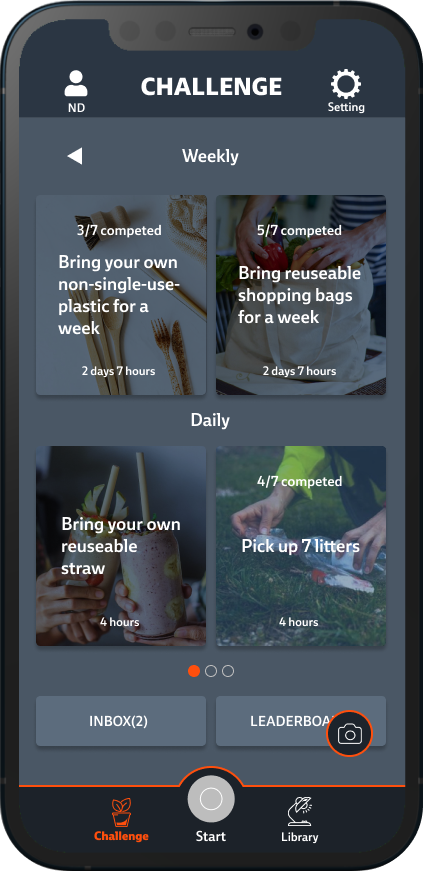 CHALLENGE
ND
Setting
Weekly
3/7 competed
Bring your own
non-single-use-
plastic for a
week
2 days 7 hours
5/7 competed
Bring reuseable
shopping bags
for a week
2 days 7 hours
Daily
Bring your own
reuseable
straw
4 hours
4/7 competed
Pick up 7 litters
4 hours
INBOX(2)
Challenge
Start
Library